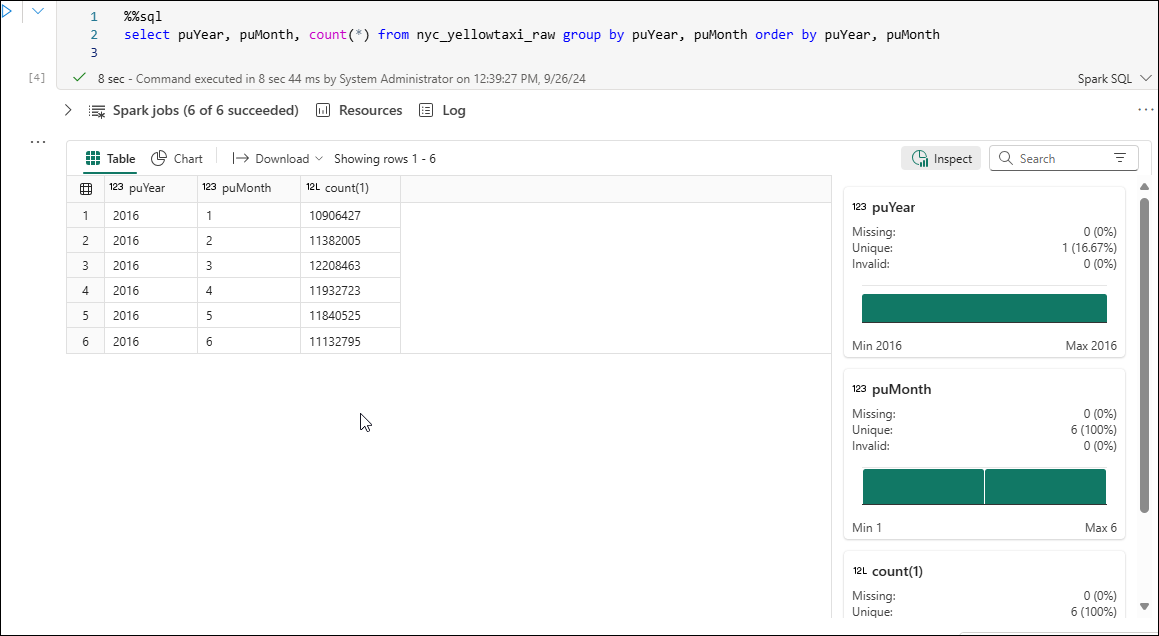 1 %%sql
2 select puYear, puMonth, count(*) from nyc_yellowtaxi_raw group by puYear, puMonth order by puYear, puMonth
3
[4] 8 sec - Command executed in 8 sec 44 ms by System Administrator on 12:39:27 PM, 9/26/24 Spark SQL
Spark jobs (6 of 6 succeeded) Resources Log
Table Chart Download Showing rows 1 - 6 Inspect Search
123 puYear 123 puMonth 12L count(1)
1 2016 1 10906427
2 2016 2 11382005
3 2016 3 12208463
4 2016 4 11932723
5 2016 5 11840525
6 2016 6 11132795
123 puYear
Missing: 0 (0%)
Unique: 1 (16.67%)
Invalid: 0 (0%)
Min 2016 Max 2016
123 puMonth
Missing: 0 (0%)
Unique: 6 (100%)
Invalid: 0 (0%)
Min 1 Max 6
12L count(1)
Missing: 0 (0%)
Unique: 6 (100%)